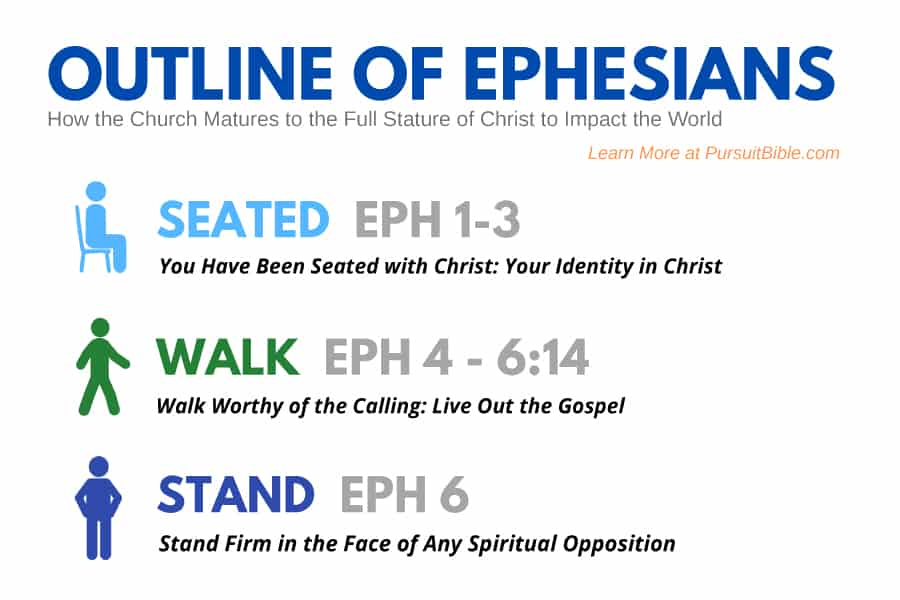 OUTLINE OF EPHESIANS
How the Church Matures to the Full Stature of Christ to Impact the World
Learn More at PursuitBible.com
SEATED EPH 1-3
You Have Been Seated with Christ: Your Identity in Christ
WALK EPH 4 - 6:14
Walk Worthy of the Calling: Live Out the Gospel
STAND EPH 6
Stand Firm in the Face of Any Spiritual Opposition